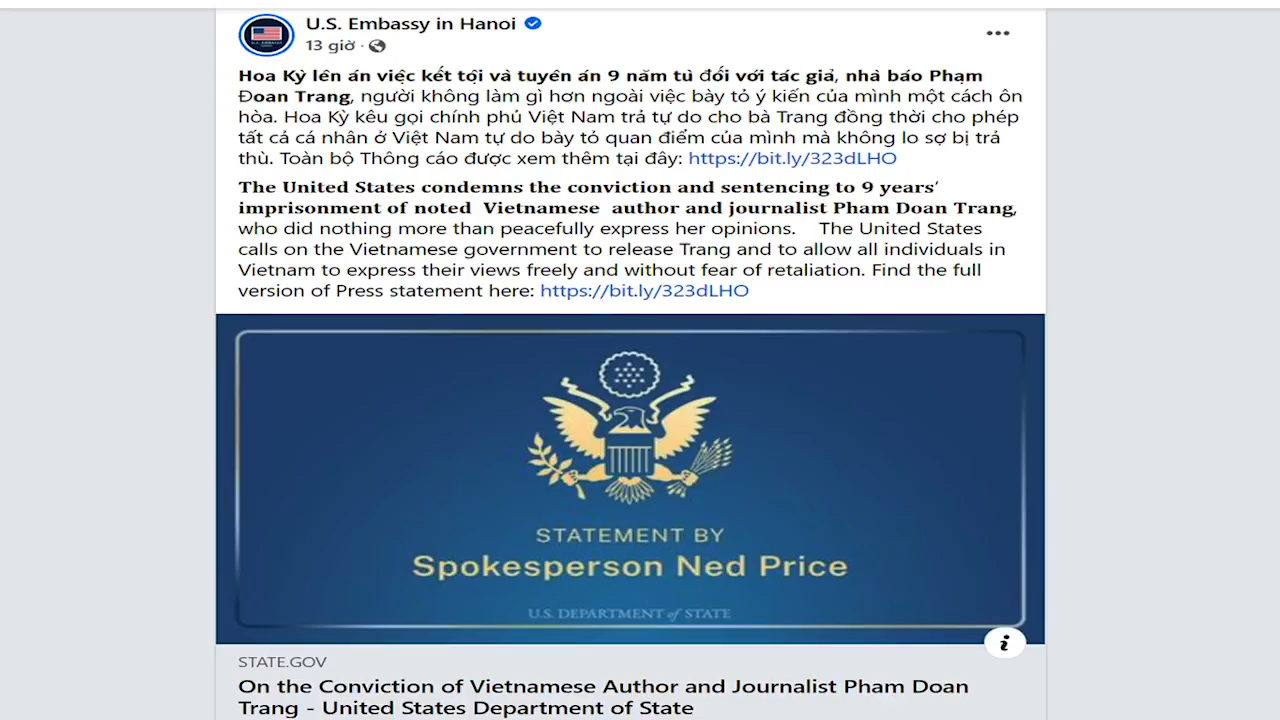 U.S. Embassy in Hanoi
13 giờ ·
Hoa Kỳ lên án việc kết tội và tuyên án 9 năm tù đối với tác giả, nhà báo Phạm
Đoan Trang, người không làm gì hơn ngoài việc bày tỏ ý kiến của mình một cách ôn
hòa. Hoa Kỳ kêu gọi chính phủ Việt Nam trả tự do cho bà Trang đồng thời cho phép
tất cả cá nhân ở Việt Nam tự do bày tỏ quan điểm của mình mà không lo sợ bị trả
thù. Toàn bộ Thông cáo được xem thêm tại đây: https://bit.ly/323dLHO
The United States condemns the conviction and sentencing to 9 years'
imprisonment of noted Vietnamese author and journalist Pham Doan Trang,
who did nothing more than peacefully express her opinions. The United States
calls on the Vietnamese government to release Trang and to allow all individuals in
Vietnam to express their views freely and without fear of retaliation. Find the full
version of Press statement here: https://bit.ly/323dLHO
STATEMENT BY
Spokesperson Ned Price
U.S. DEPARTMENT of STATE
STATE.GOV
On the Conviction of Vietnamese Author and Journalist Pham Doan
Trang - United States Department of State